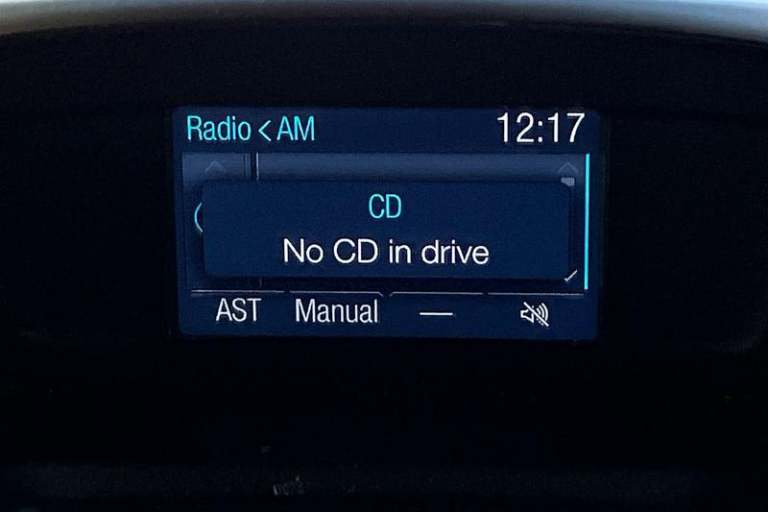 Radio < AM 12:17
CD
No CD in drive
AST Manual —